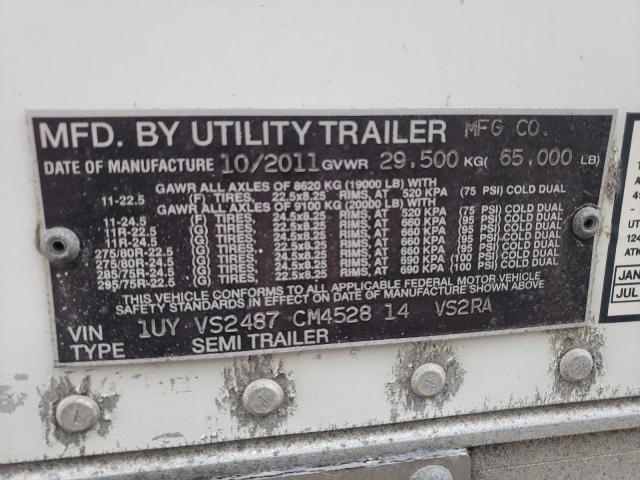 MFD. BY UTILITY TRAILER MFG CO.
DATE OF MANUFACTURE 10/2011 GVWR 29.500 KG( 65.000 LB)
GAWR ALL AXLES OF 8620 KG (19000 LB) WITH
11-22.5 (F) TIRES, 22.5x8.25 RIMS, AT 520 KPA (75 PSI) COLD DUAL
GAWR ALL AXLES OF 9100 KG (20000 LB) WITH
11-24.5 (F) TIRES, 24.5x8.25 RIMS, AT 520 KPA (75 PSI) COLD DUAL
11R-22.5 (G) TIRES, 22.5x8.25 RIMS, AT 660 KPA (95 PSI) COLD DUAL
11R-24.5 (G) TIRES, 24.5x8.25 RIMS, AT 660 KPA (95 PSI) COLD DUAL
275/80R-22.5 (G) TIRES, 22.5x8.25 RIMS, AT 660 KPA (95 PSI) COLD DUAL
275/80R-24.5 (G) TIRES, 24.5x8.25 RIMS, AT 660 KPA (95 PSI) COLD DUAL
285/75R-24.5 (G) TIRES, 24.5x8.25 RIMS, AT 690 KPA (100 PSI) COLD DUAL
295/75R-22.5 (G) TIRES, 22.5x8.25 RIMS, AT 690 KPA (100 PSI) COLD DUAL
THIS VEHICLE CONFORMS TO ALL APPLICABLE FEDERAL MOTOR VEHICLE
SAFETY STANDARDS IN EFFECT ON DATE OF MANUFACTURE SHOWN ABOVE.
VIN 1UY VS2487 CM4528 14 VS2RA
TYPE SEMI TRAILER
UT
124
ATK
JAN
JUL